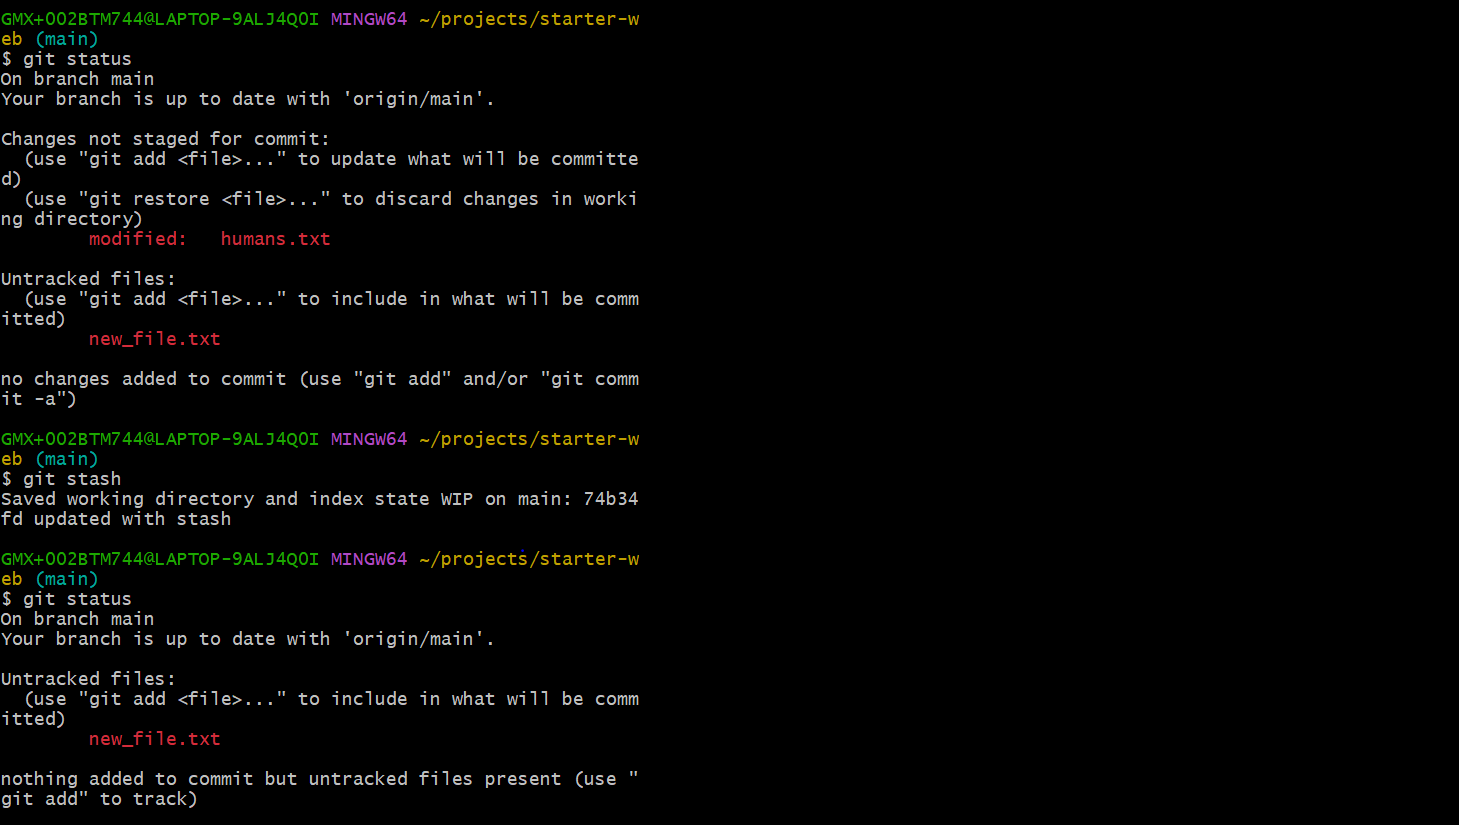 GMX+002BTM744@LAPTOP-9ALJ4Q0I MINGW64 ~/projects/starter-w
eb (main)
$ git status
On branch main
Your branch is up to date with 'origin/main'.
Changes not staged for commit:
  (use "git add <file>..." to update what will be committe
d)
  (use "git restore <file>..." to discard changes in worki
ng directory)
        modified:   humans.txt
Untracked files:
  (use "git add <file>..." to include in what will be comm
itted)
        new_file.txt
no changes added to commit (use "git add" and/or "git comm
it -a")
GMX+002BTM744@LAPTOP-9ALJ4Q0I MINGW64 ~/projects/starter-w
eb (main)
$ git stash
Saved working directory and index state WIP on main: 74b34
fd updated with stash
GMX+002BTM744@LAPTOP-9ALJ4Q0I MINGW64 ~/projects/starter-w
eb (main)
$ git status
On branch main
Your branch is up to date with 'origin/main'.
Untracked files:
  (use "git add <file>..." to include in what will be comm
itted)
        new_file.txt
nothing added to commit but untracked files present (use "
git add" to track)